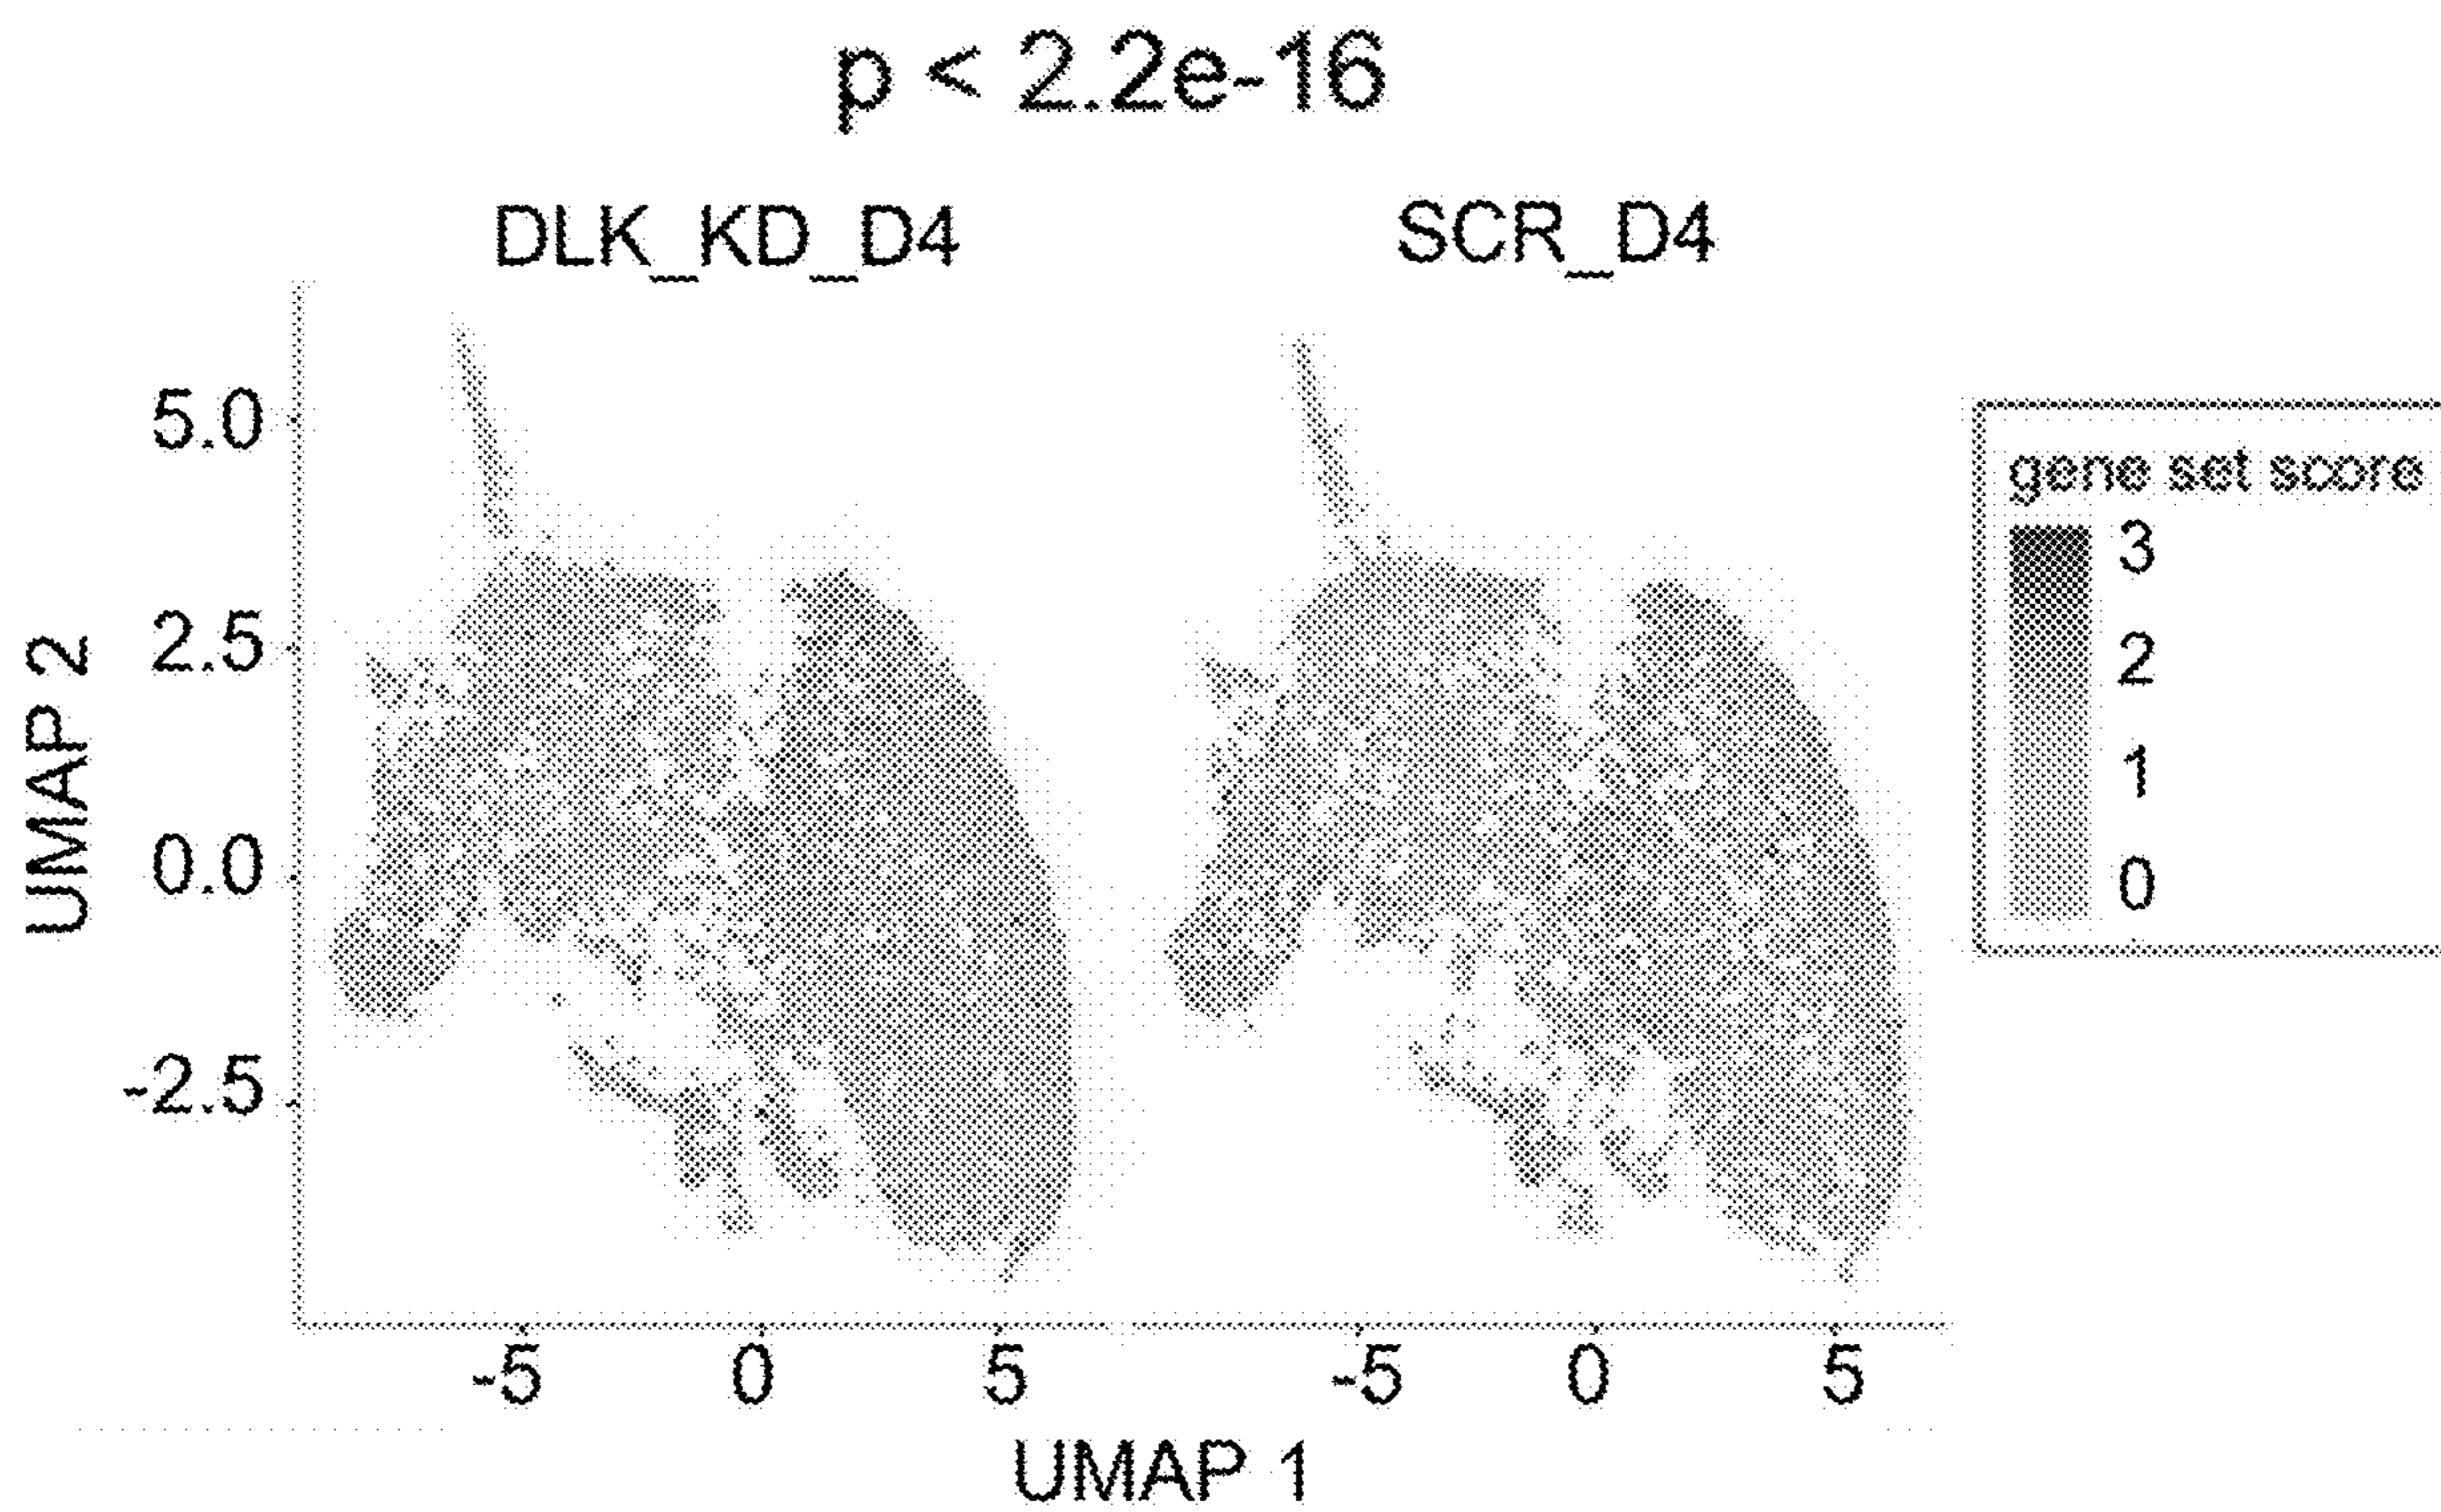 p < 2.2e-16
DLK_KD_D4
SCR_D4
UMAP 2
5.0
2.5
0.0
-2.5
gene set score
3
2
1
0
-5 0 5
-5 0 5
UMAP 1